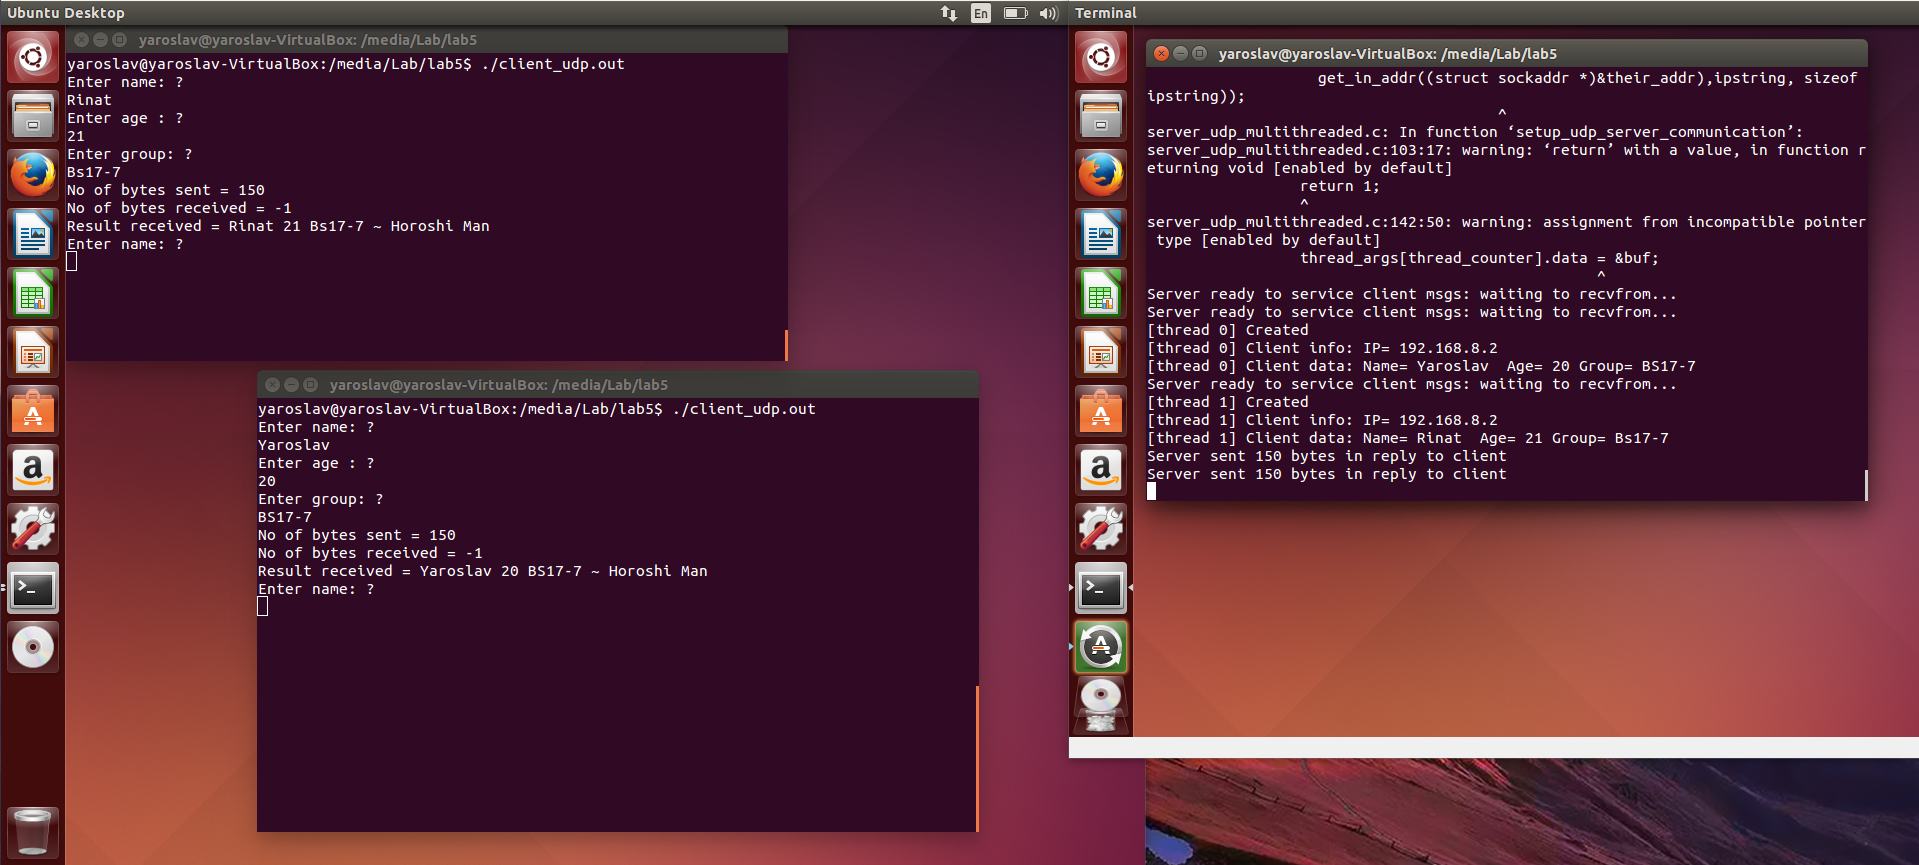 Ubuntu Desktop
En
yaroslav@yaroslav-VirtualBox: /media/Lab/lab5
yaroslav@yaroslav-VirtualBox:/media/Lab/lab5$ ./client_udp.out
Enter name: ?
Rinat
Enter age : ?
21
Enter group: ?
Bs17-7
No of bytes sent = 150
No of bytes received = -1
Result received = Rinat 21 Bs17-7 ~ Horoshi Man
Enter name: ?
yaroslav@yaroslav-VirtualBox: /media/Lab/lab5
yaroslav@yaroslav-VirtualBox:/media/Lab/lab5$ ./client_udp.out
Enter name: ?
Yaroslav
Enter age : ?
20
Enter group: ?
BS17-7
No of bytes sent = 150
No of bytes received = -1
Result received = Yaroslav 20 BS17-7 ~ Horoshi Man
Enter name: ?
Terminal
yaroslav@yaroslav-VirtualBox: /media/Lab/lab5
get_in_addr((struct sockaddr *)&their_addr),ipstring, sizeof
ipstring));
^
server_udp_multithreaded.c: In function ‘setup_udp_server_communication’:
server_udp_multithreaded.c:103:17: warning: ‘return’ with a value, in function r
eturning void [enabled by default]
return 1;
^
server_udp_multithreaded.c:142:50: warning: assignment from incompatible pointer
type [enabled by default]
thread_args[thread_counter].data = &buf;
^
Server ready to service client msgs: waiting to recvfrom...
Server ready to service client msgs: waiting to recvfrom...
[thread 0] Created
[thread 0] Client info: IP= 192.168.8.2
[thread 0] Client data: Name= Yaroslav  Age= 20 Group= BS17-7
Server ready to service client msgs: waiting to recvfrom...
[thread 1] Created
[thread 1] Client info: IP= 192.168.8.2
[thread 1] Client data: Name= Rinat  Age= 21 Group= Bs17-7
Server sent 150 bytes in reply to client
Server sent 150 bytes in reply to client